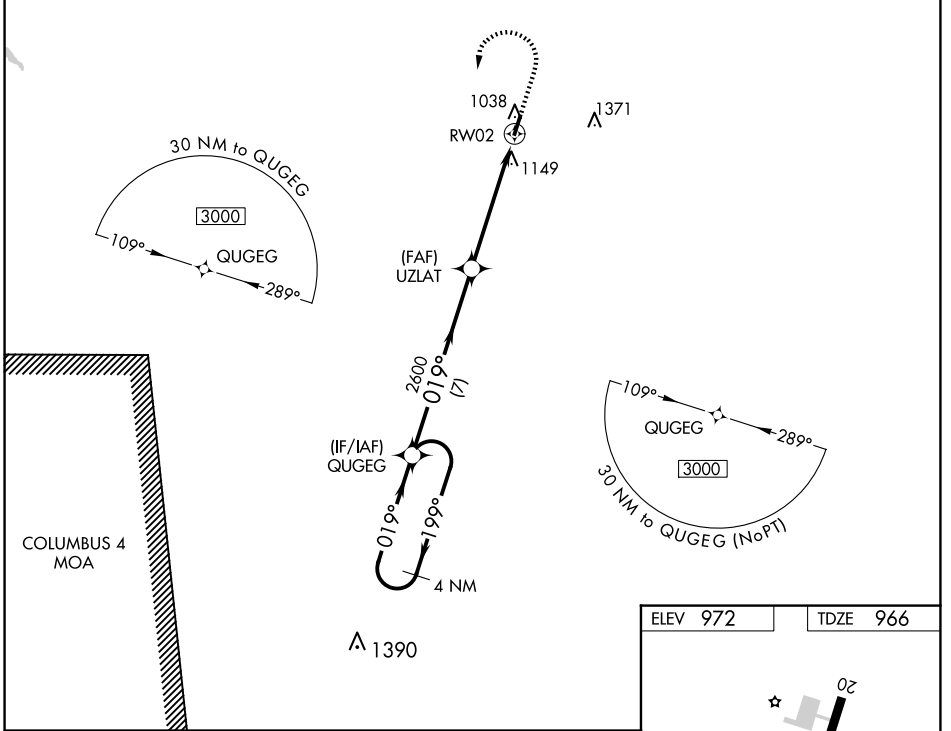 1038
1371
RW02
1149
30 NM to QUGEG
3000
109°
QUGEG
289°
(FAF)
UZLAT
2600
019°
(7)
109°
QUGEG
289°
3000
30 NM to QUGEG (NoPT)
(IF/IAF)
QUGEG
019°
199°
4 NM
COLUMBUS 4
MOA
1390
ELEV 972
TDZE 966
20